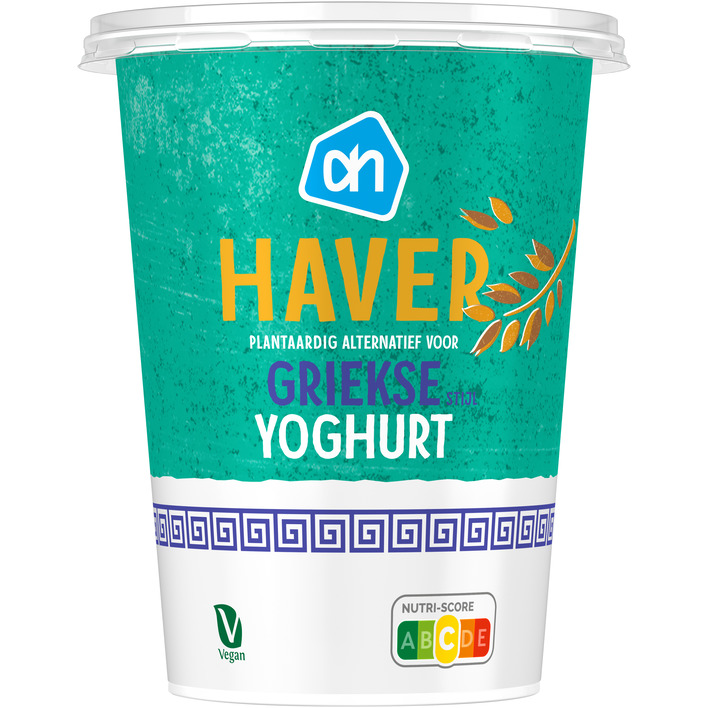 ah
HAVER
PLANTAARDIG ALTERNATIEF VOOR
GRIEKSE STIJL
YOGHURT
V
Vegan
NUTRI-SCORE
A B C D E